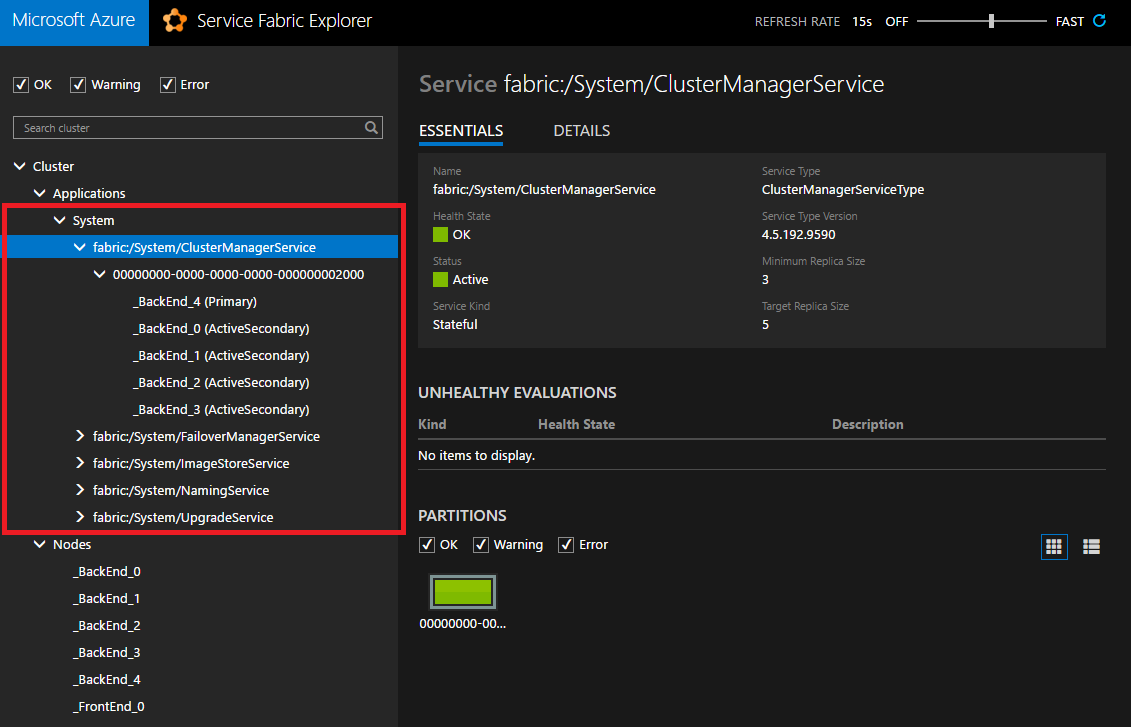 Microsoft Azure
Service Fabric Explorer
REFRESH RATE 15s OFF FAST
OK Warning Error
Search cluster
Cluster
Applications
System
fabric:/System/ClusterManagerService
00000000-0000-0000-0000-000000002000
_BackEnd_4 (Primary)
_BackEnd_0 (ActiveSecondary)
_BackEnd_1 (ActiveSecondary)
_BackEnd_2 (ActiveSecondary)
_BackEnd_3 (ActiveSecondary)
fabric:/System/FailoverManagerService
fabric:/System/ImageStoreService
fabric:/System/NamingService
fabric:/System/UpgradeService
Nodes
_BackEnd_0
_BackEnd_1
_BackEnd_2
_BackEnd_3
_BackEnd_4
_FrontEnd_0
Service fabric:/System/ClusterManagerService
ESSENTIALS DETAILS
Name
fabric:/System/ClusterManagerService
Health State
OK
Status
Active
Service Kind
Stateful
Service Type
ClusterManagerServiceType
Service Type Version
4.5.192.9590
Minimum Replica Size
3
Target Replica Size
5
UNHEALTHY EVALUATIONS
Kind Health State Description
No items to display.
PARTITIONS
OK Warning Error
00000000-00...